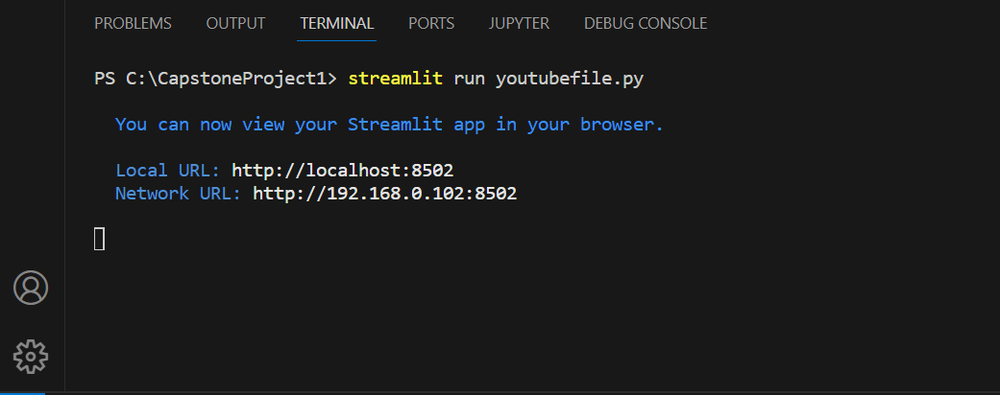 PROBLEMS OUTPUT TERMINAL PORTS JUPYTER DEBUG CONSOLE
PS C:\CapstoneProject1> streamlit run youtubefile.py
You can now view your Streamlit app in your browser.
Local URL: http://localhost:8502
Network URL: http://192.168.0.102:8502